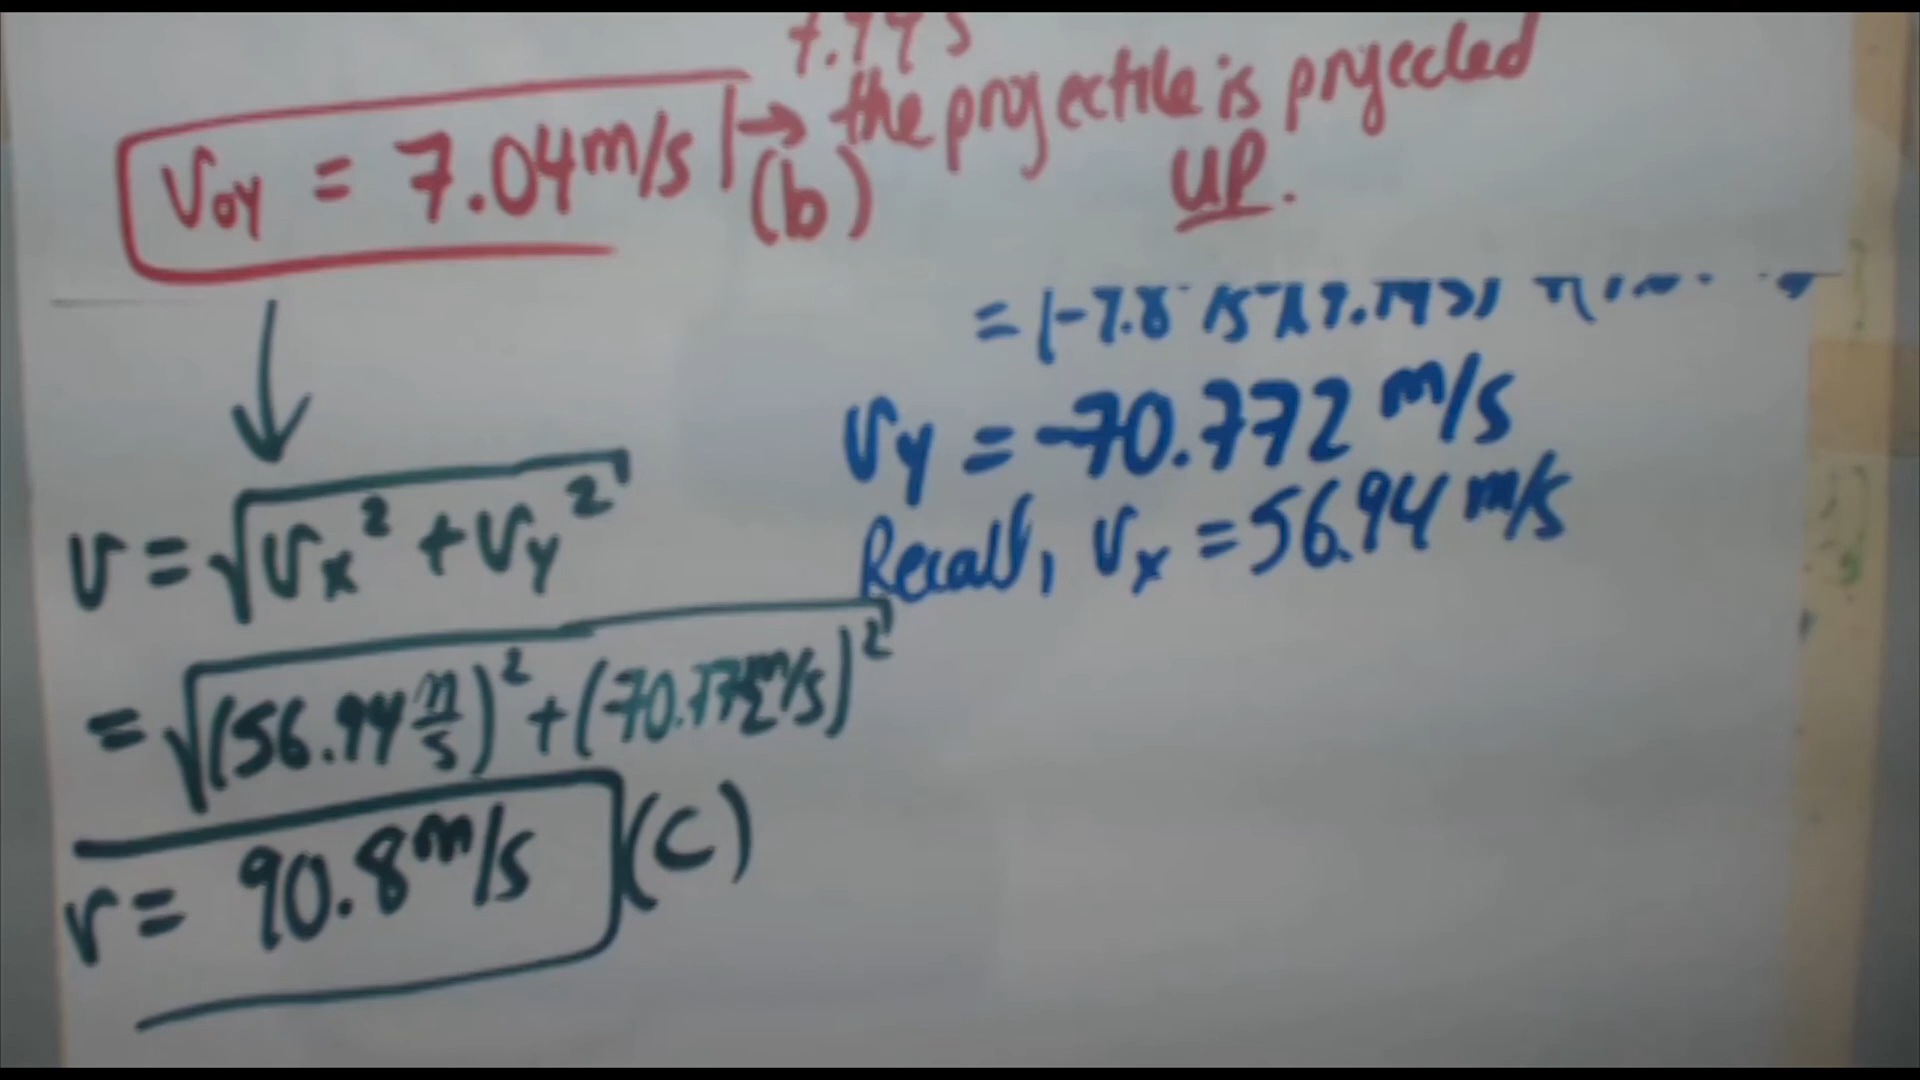 the projectile is projected
Voy = 7.04 m/s → (b)
UP.
Vy = -70.772 m/s
Recall, Vx = 56.94 m/s
v = √Vx² + Vy²
= √(56.94 m/s)² + (-70.772 m/s)²
v = 90.8 m/s (c)